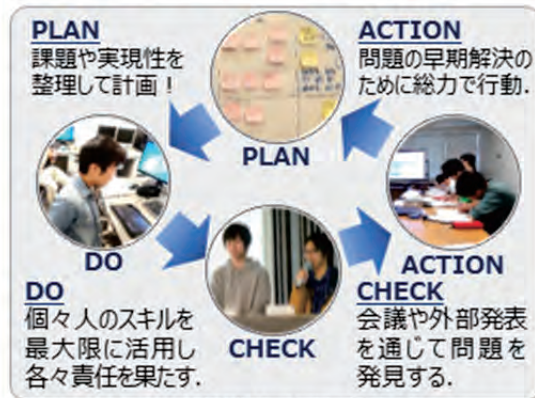 PLAN
課題や実現性を
整理して計画！
ACTION
問題の早期解決の
ために総力で行動.
PLAN
DO
ACTION
CHECK
DO
個々人のスキルを
最大限に活用し
各々責任を果たす.
CHECK
会議や外部発表
を通じて問題を
発見する.